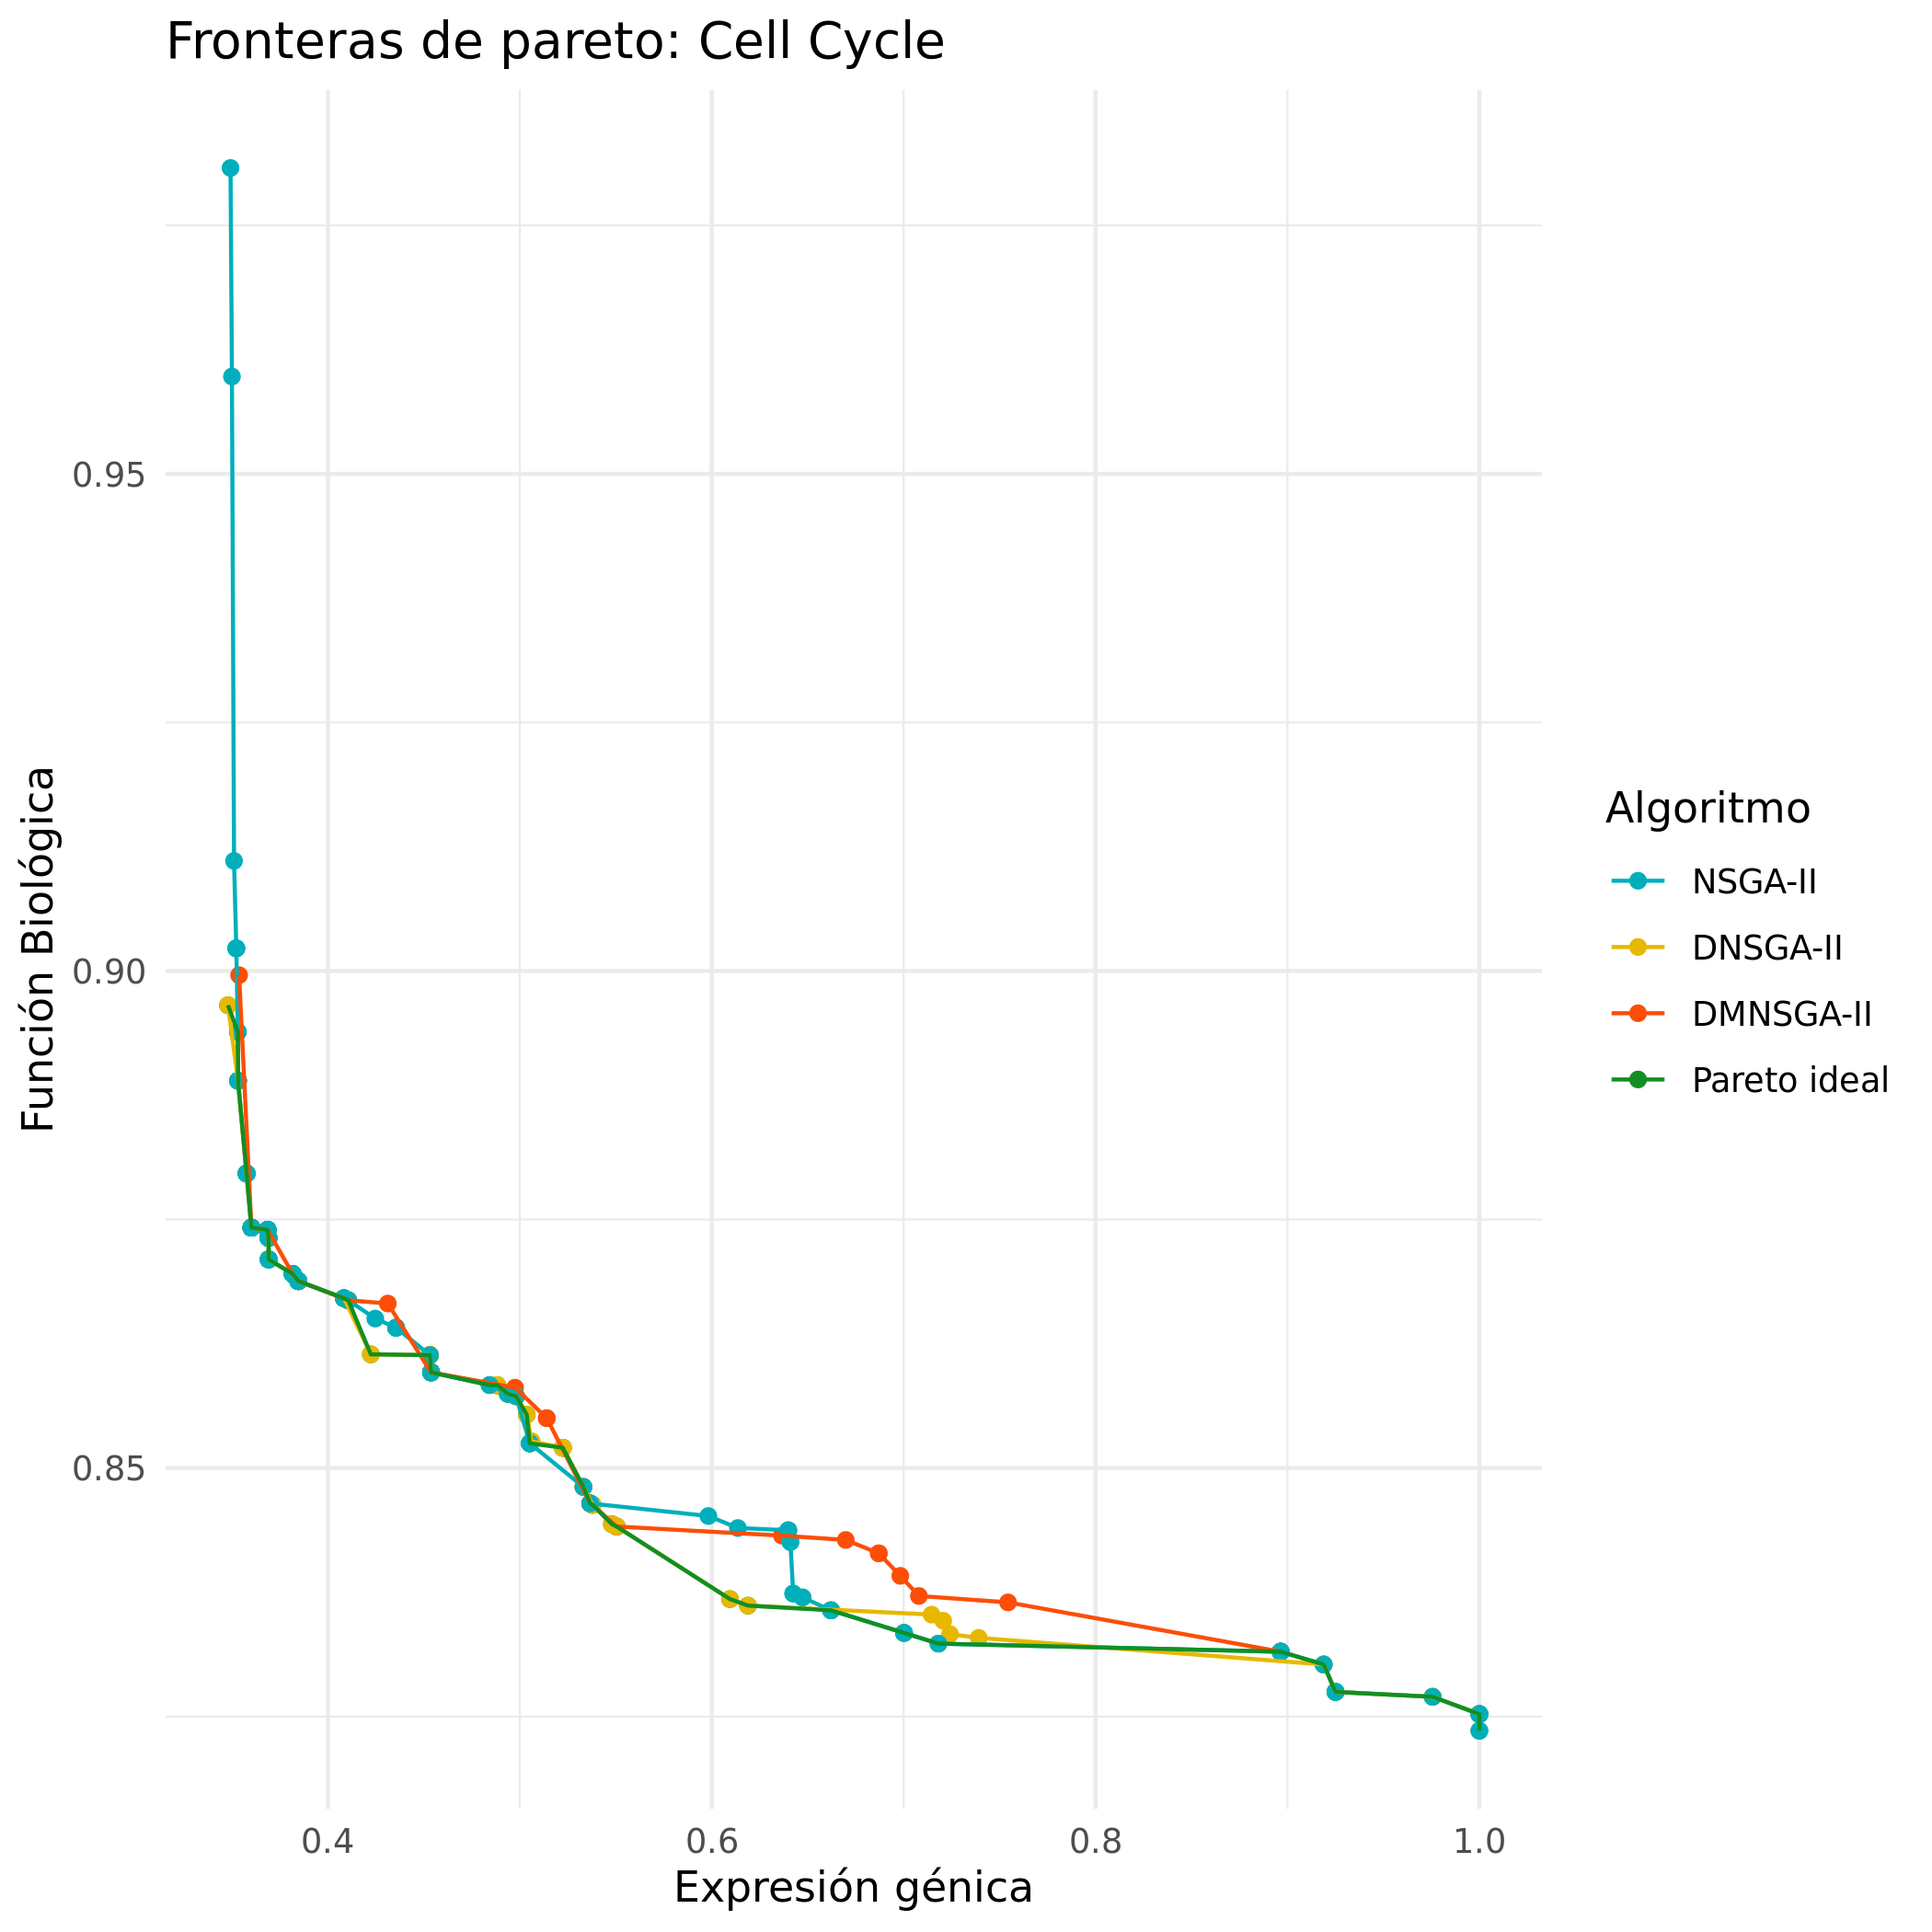 Fronteras de pareto: Cell Cycle
Función Biológica
0.95
0.90
0.85
0.4
0.6
0.8
1.0
Expresión génica
Algoritmo
NSGA-II
DNSGA-II
DMNSGA-II
Pareto ideal